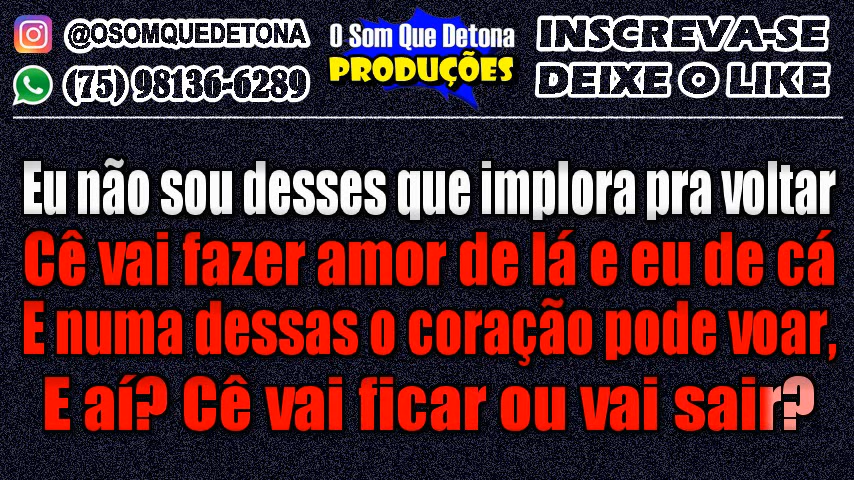 @OSOMQUEDETONA
(75) 98136-6289
O Som Que Detona
PRODUÇÕES
INSCREVA-SE
DEIXE O LIKE
Eu não sou desses que implora pra voltar
Cê vai fazer amor de lá e eu de cá
E numa dessas o coração pode voar,
E aí? Cê vai ficar ou vai sair?